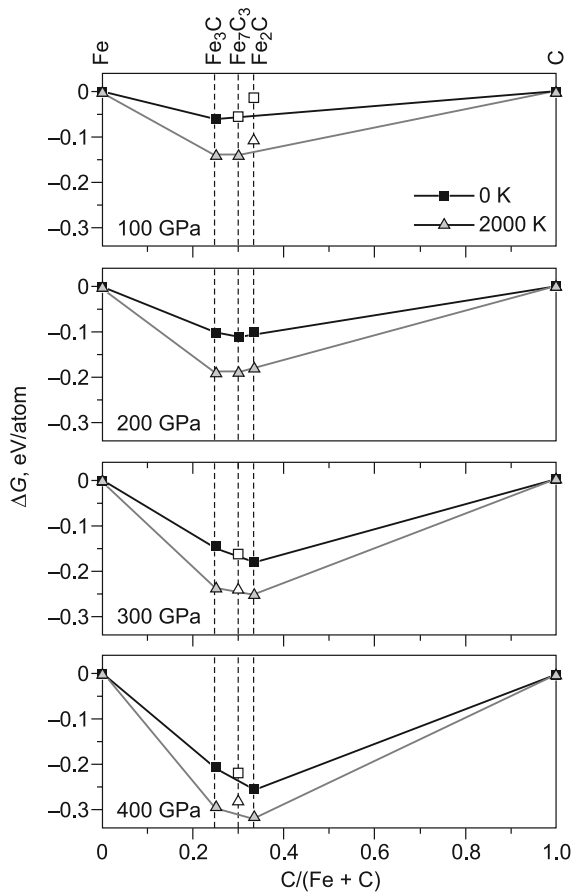 Fe Fe₃C Fe₇C₃ Fe₂C C
0
–0.1
–0.2
–0.3
100 GPa
0 K
2000 K
0
–0.1
–0.2
–0.3
200 GPa
0
–0.1
–0.2
–0.3
300 GPa
0
–0.1
–0.2
–0.3
400 GPa
ΔG, eV/atom
0 0.2 0.4 0.6 0.8 1.0
C/(Fe + C)